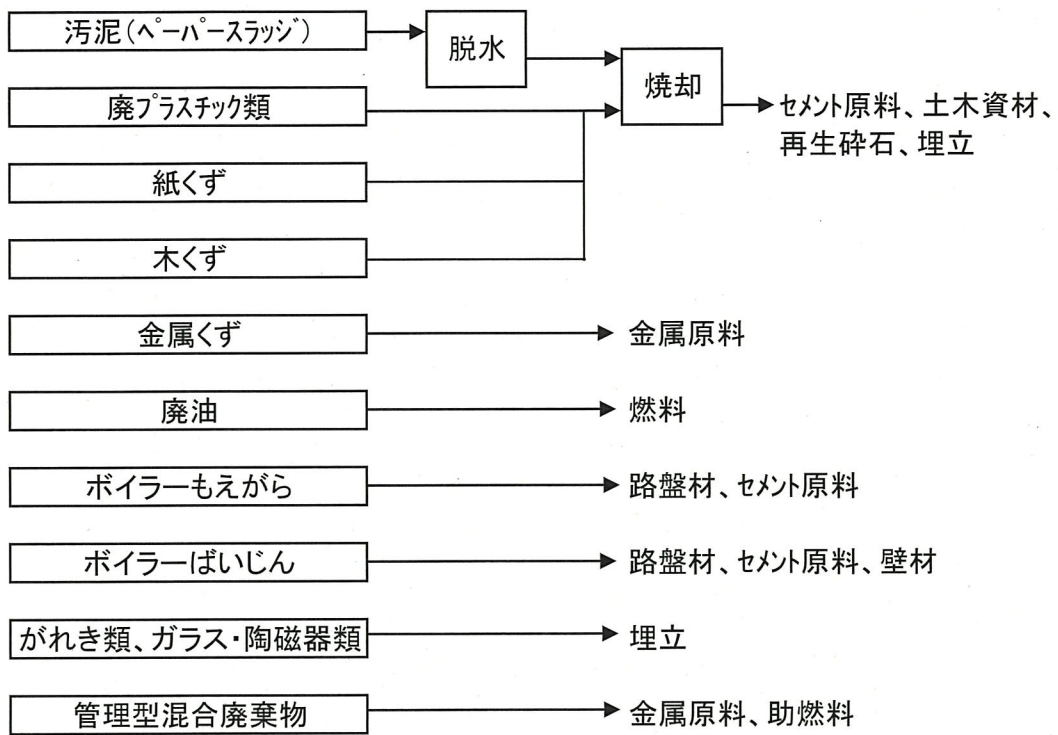 汚泥(ペーパースラッジ)
脱水
焼却
廃プラスチック類
セメント原料、土木資材、
再生砕石、埋立
紙くず
木くず
金属くず
金属原料
廃油
燃料
ボイラーもえがら
路盤材、セメント原料
ボイラーばいじん
路盤材、セメント原料、壁材
がれき類、ガラス・陶磁器類
埋立
管理型混合廃棄物
金属原料、助燃料